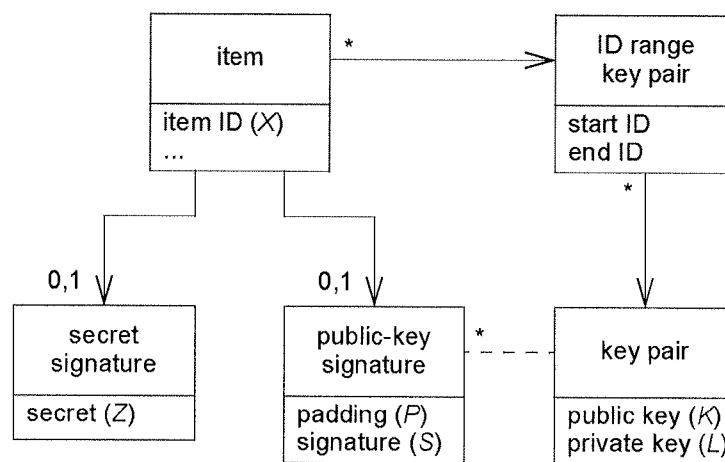 item
*
ID range
key pair
item ID (X)
...
start ID
end ID
*
0,1
0,1
secret
signature
public-key
signature
*
key pair
secret (Z)
padding (P)
signature (S)
public key (K)
private key (L)